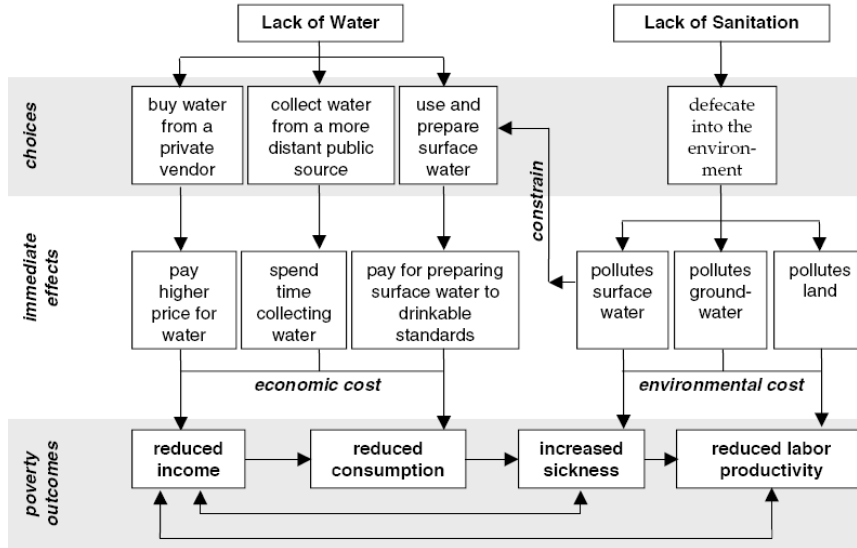 Lack of Water
Lack of Sanitation
choices
buy water
from a
private
vendor
collect water
from a more
distant public
source
use and
prepare
surface
water
defecate
into the
environ-
ment
constrain
immediate
effects
pay
higher
price for
water
spend
time
collecting
water
pay for preparing
surface water to
drinkable
standards
pollutes
surface
water
pollutes
ground-
water
pollutes
land
economic cost
environmental cost
poverty
outcomes
reduced
income
reduced
consumption
increased
sickness
reduced labor
productivity